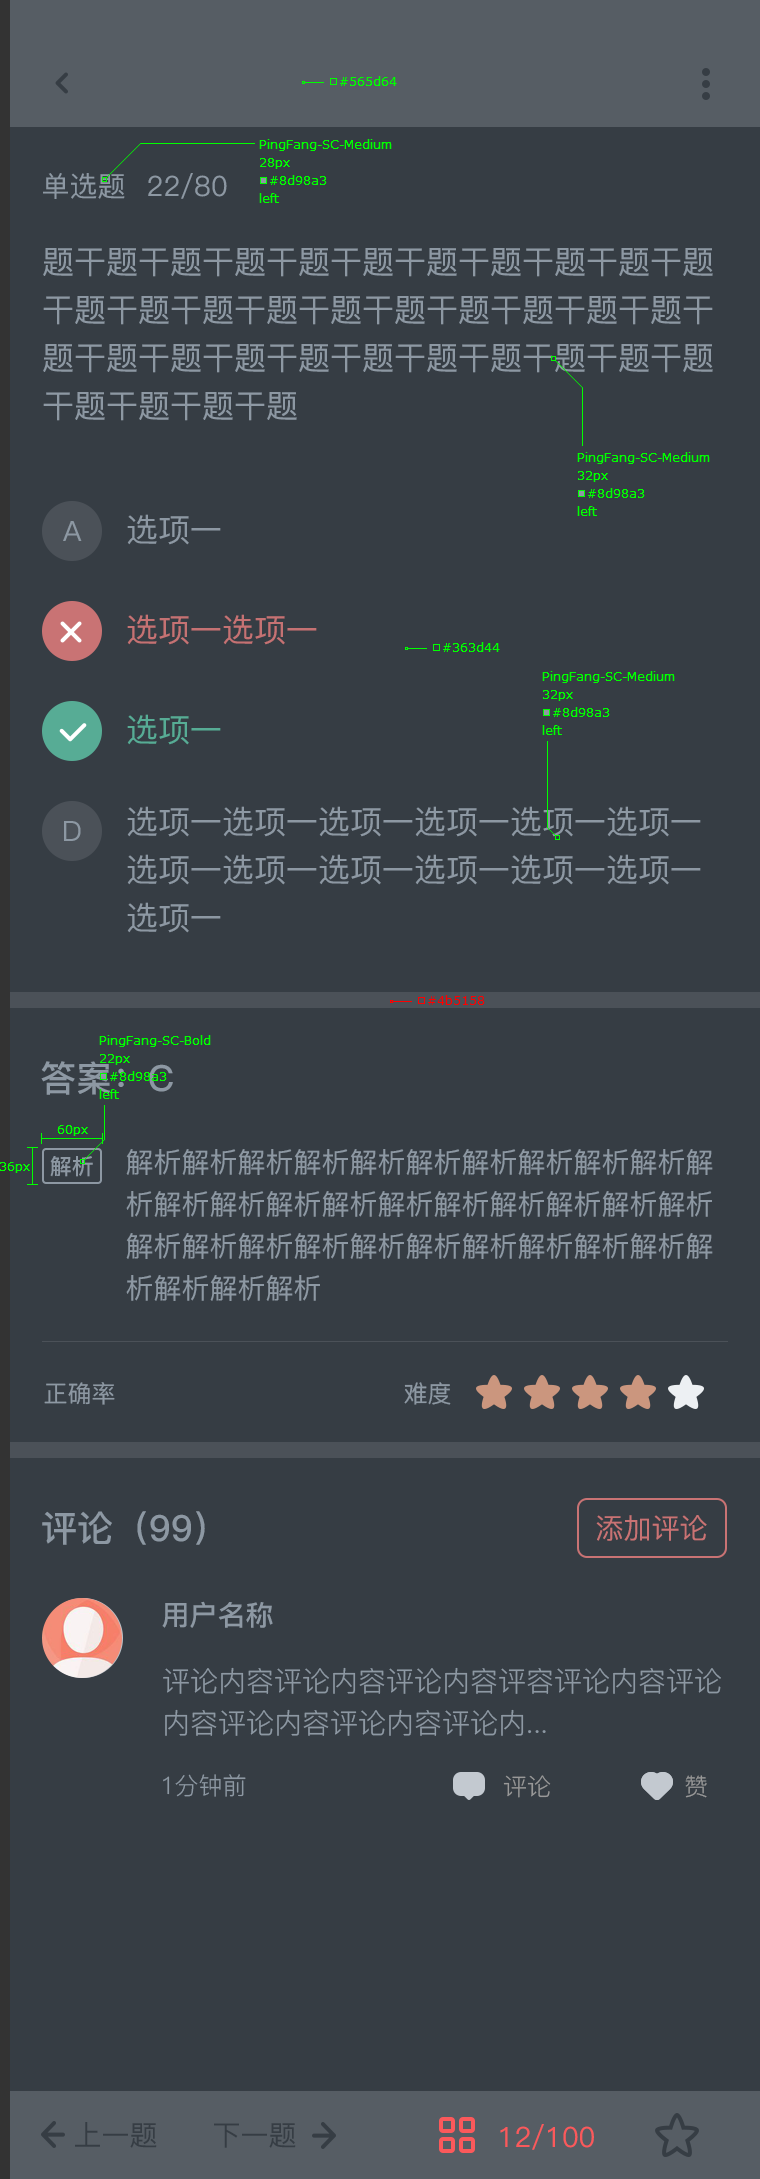 #565d64
PingFang-SC-Medium
28px
#8d98a3
left
单选题 22/80
题干题干题干题干题干题干题干题干题干题干题
干题干题干题干题干题干题干题干题干题干题干
题干题干题干题干题干题干题干题干题干题干题
干题干题干题干题
PingFang-SC-Medium
32px
#8d98a3
left
A 选项一
选项一选项一
#363d44
PingFang-SC-Medium
32px
#8d98a3
left
选项一
D 选项一选项一选项一选项一选项一选项一
选项一选项一选项一选项一选项一选项一
选项一
PingFang-SC-Bold
22px
#8d98a3
left
答案：C
60px
36px
解析 解析解析解析解析解析解析解析解析解析解析解
析解析解析解析解析解析解析解析解析解析解析
解析解析解析解析解析解析解析解析解析解析解
析解析解析解析
正确率 难度
评论（99） 添加评论
用户名称
评论内容评论内容评论内容评容评论内容评论
内容评论内容评论内容评论内...
1分钟前 评论 赞
上一题 下一题 12/100